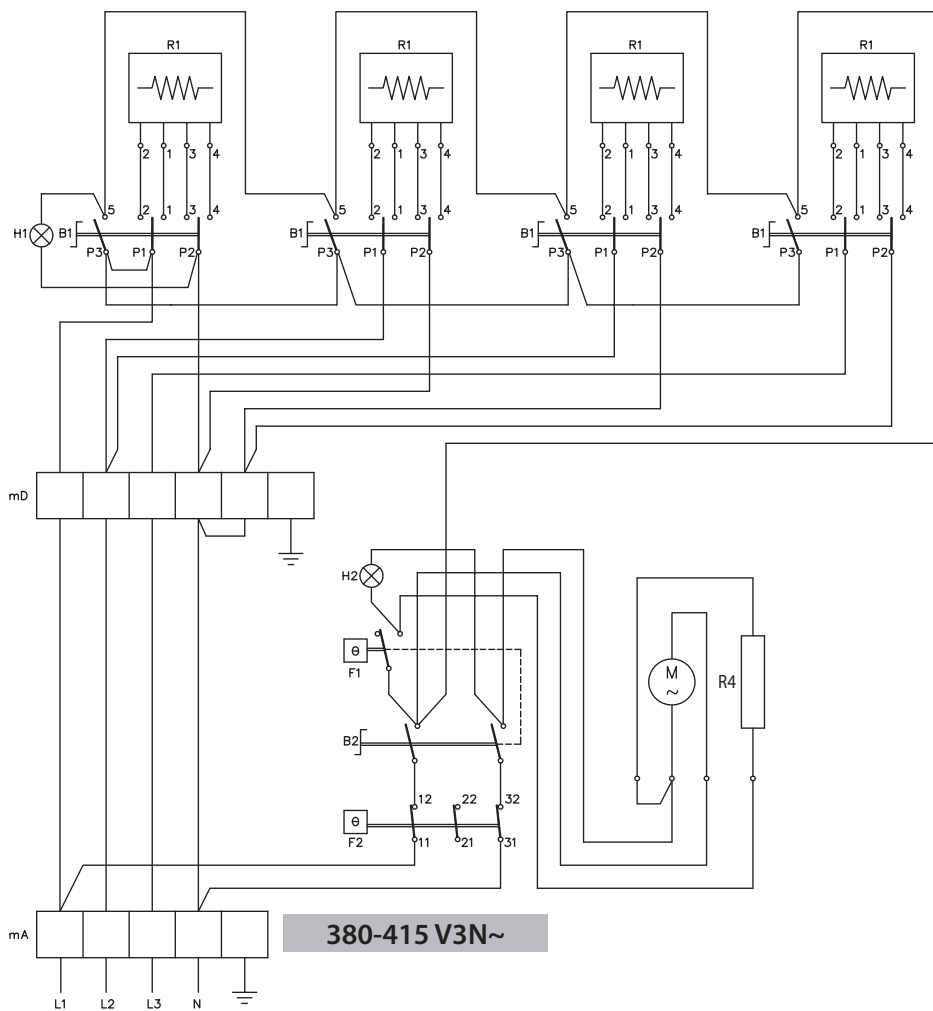 R1 R1 R1 R1
2 1 3 4 2 1 3 4 2 1 3 4 2 1 3 4
5 2 1 3 4 5 2 1 3 4 5 2 1 3 4 5 2 1 3 4
H1 B1 B1 B1 B1
P3 P1 P2 P3 P1 P2 P3 P1 P2 P3 P1 P2
mD
H2
θ
F1
M
~
R4
B2
12 22 32
θ
F2
11 21 31
mA
380-415 V3N~
L1 L2 L3 N